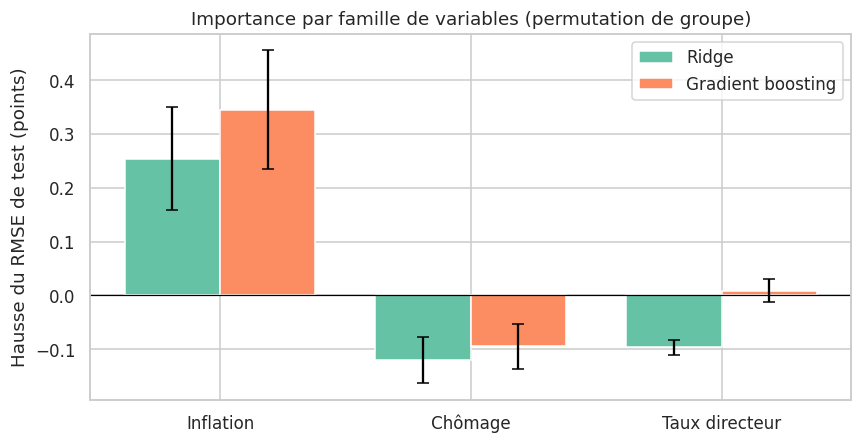 Importance par famille de variables (permutation de groupe)
Hausse du RMSE de test (points)
0.4
0.3
0.2
0.1
0.0
−0.1
Ridge
Gradient boosting
Inflation
Chômage
Taux directeur